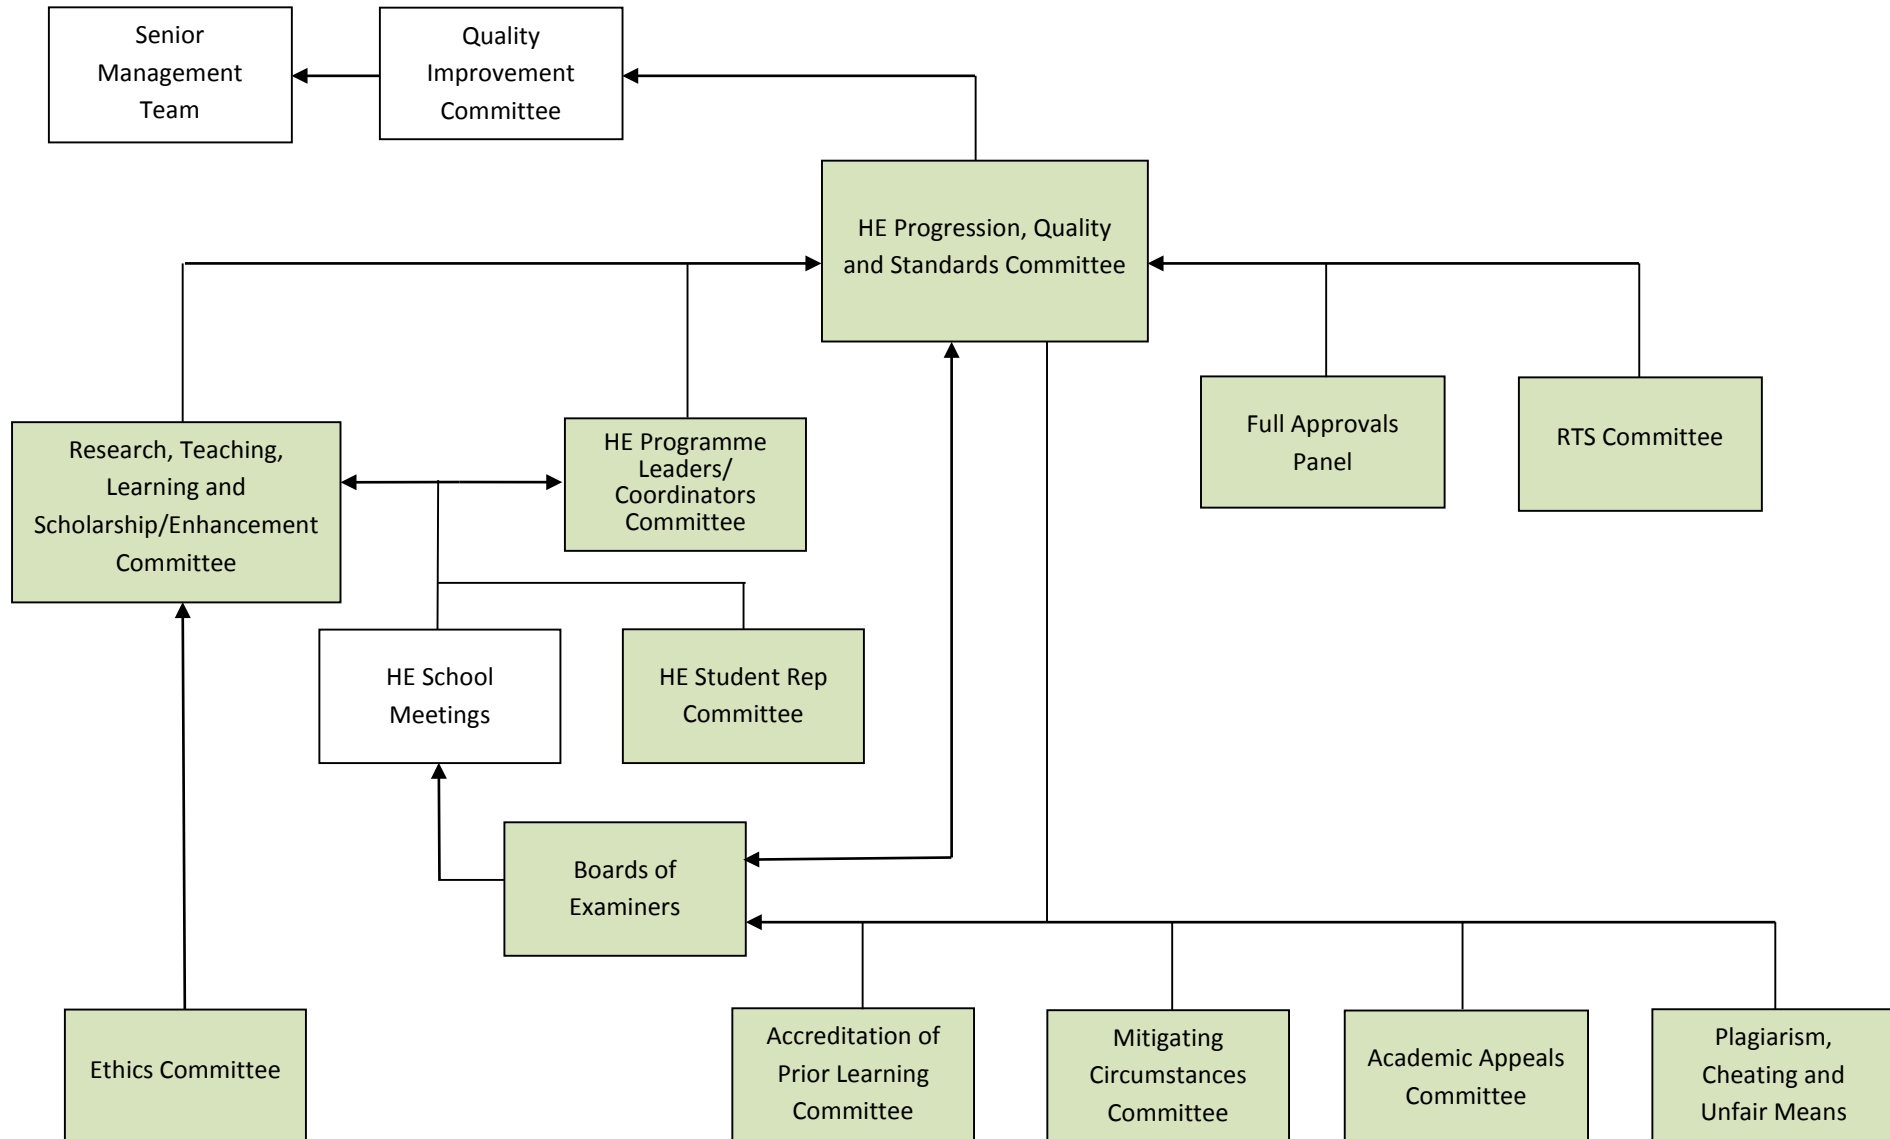 Senior
Management
Team
Quality
Improvement
Committee
HE Progression, Quality
and Standards Committee
Full Approvals
Panel
RTS Committee
Research, Teaching,
Learning and
Scholarship/Enhancement
Committee
HE Programme
Leaders/
Coordinators
Committee
HE School
Meetings
HE Student Rep
Committee
Boards of
Examiners
Ethics Committee
Accreditation of
Prior Learning
Committee
Mitigating
Circumstances
Committee
Academic Appeals
Committee
Plagiarism,
Cheating and
Unfair Means